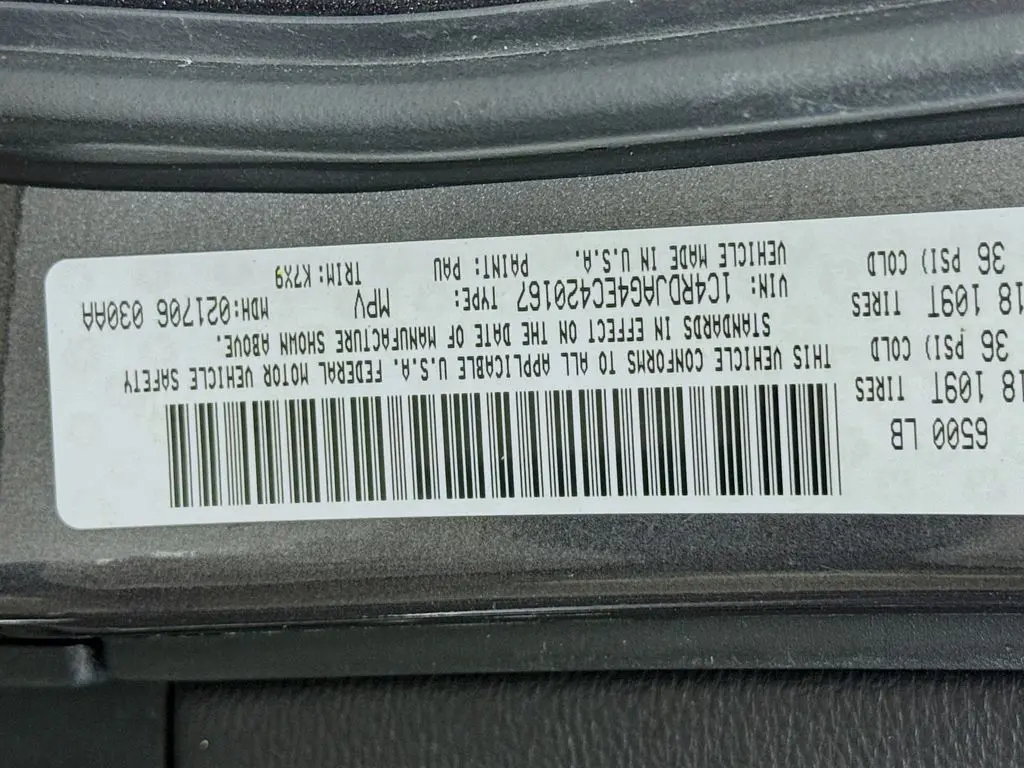 6500 LB
18 109T TIRES
36 PSI) COLD
18 109T TIRES
36 PSI) COLD
THIS VEHICLE CONFORMS TO ALL APPLICABLE U.S.A. FEDERAL MOTOR VEHICLE SAFETY
STANDARDS IN EFFECT ON THE DATE OF MANUFACTURE SHOWN ABOVE.
VIN: 1C4RDJAG4EC420167 TYPE: MPV MDH:021706 030AA
VEHICLE MADE IN U.S.A. PAINT: PAU TRIM: K7X9